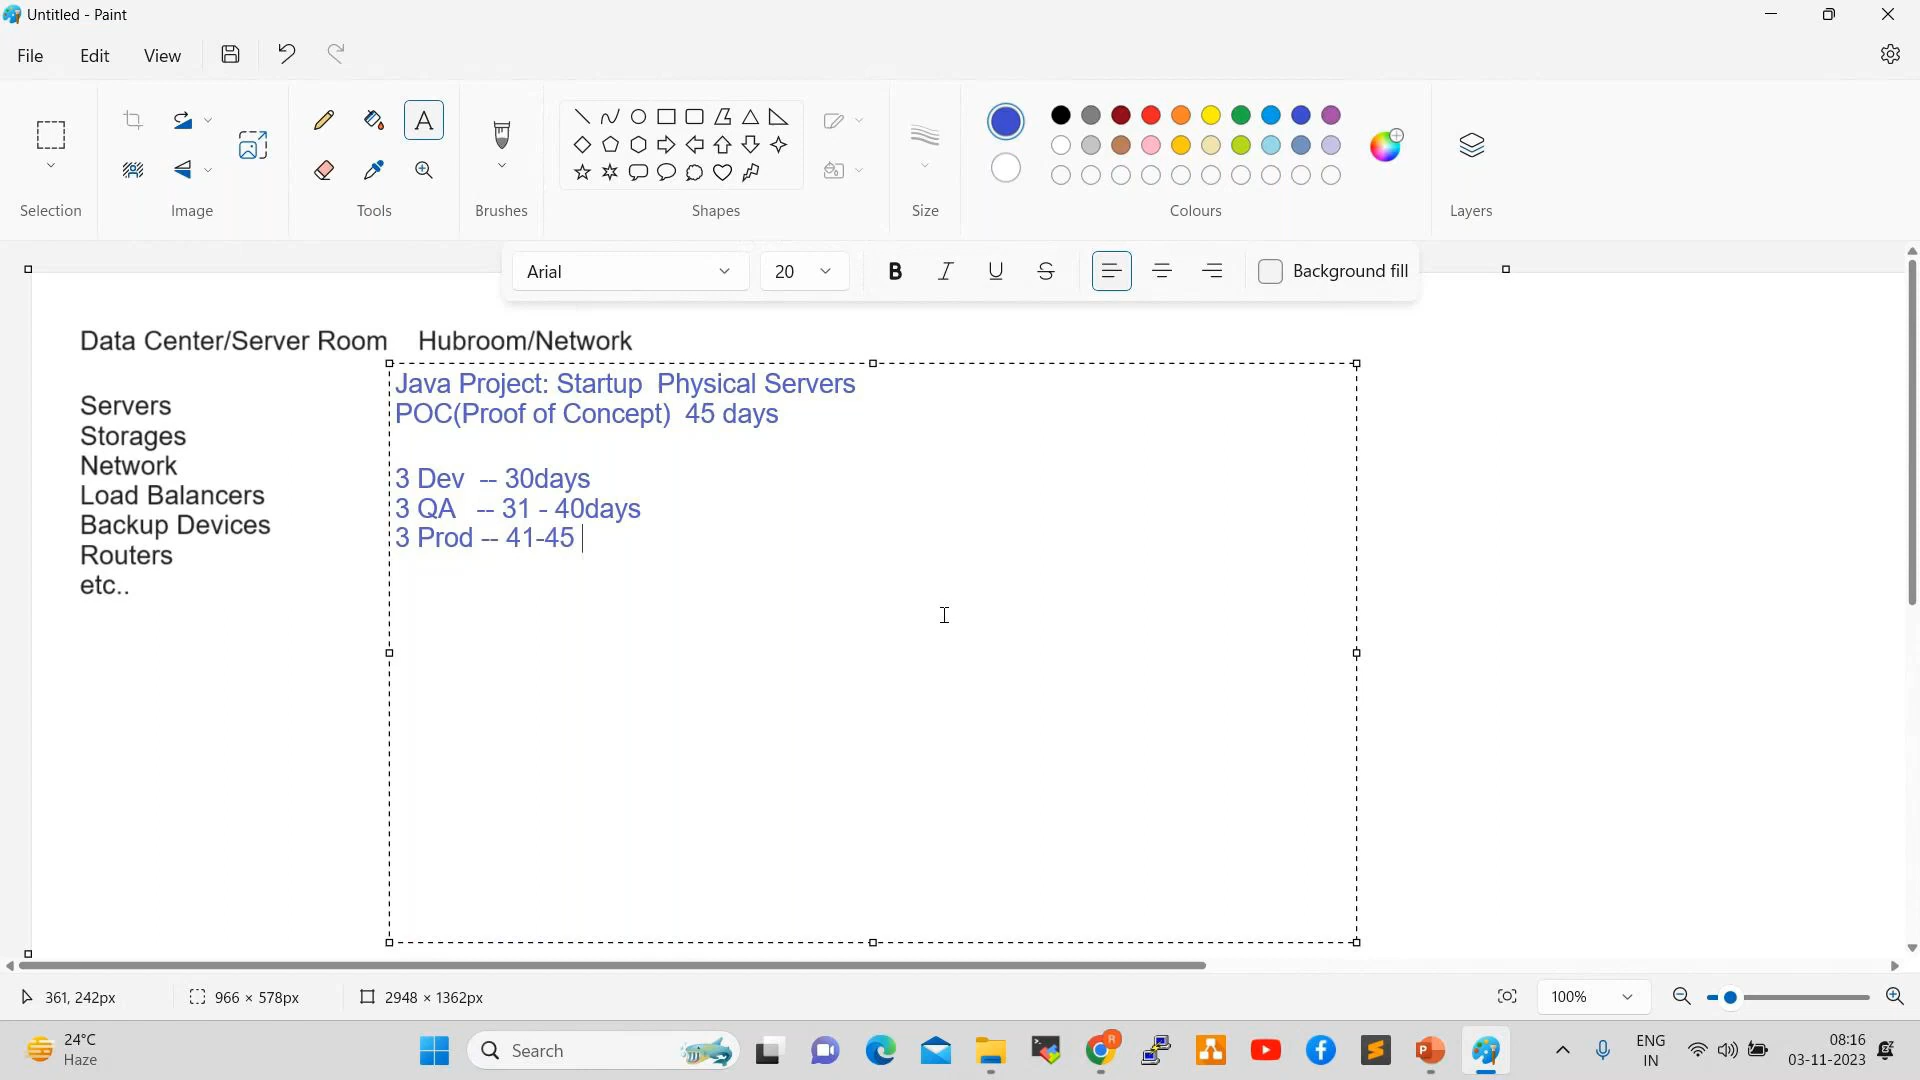 Untitled - Paint
File Edit View
Selection Image Tools Brushes Shapes Size Colours Layers
Arial 20 B I U S Background fill
Data Center/Server Room Hubroom/Network
Servers
Storages
Network
Load Balancers
Backup Devices
Routers
etc..
Java Project: Startup Physical Servers
POC(Proof of Concept) 45 days
3 Dev -- 30days
3 QA -- 31 - 40days
3 Prod -- 41-45
361, 242px 966 × 578px 2948 × 1362px 100%
24°C
Haze
Search
ENG
IN
08:16
03-11-2023